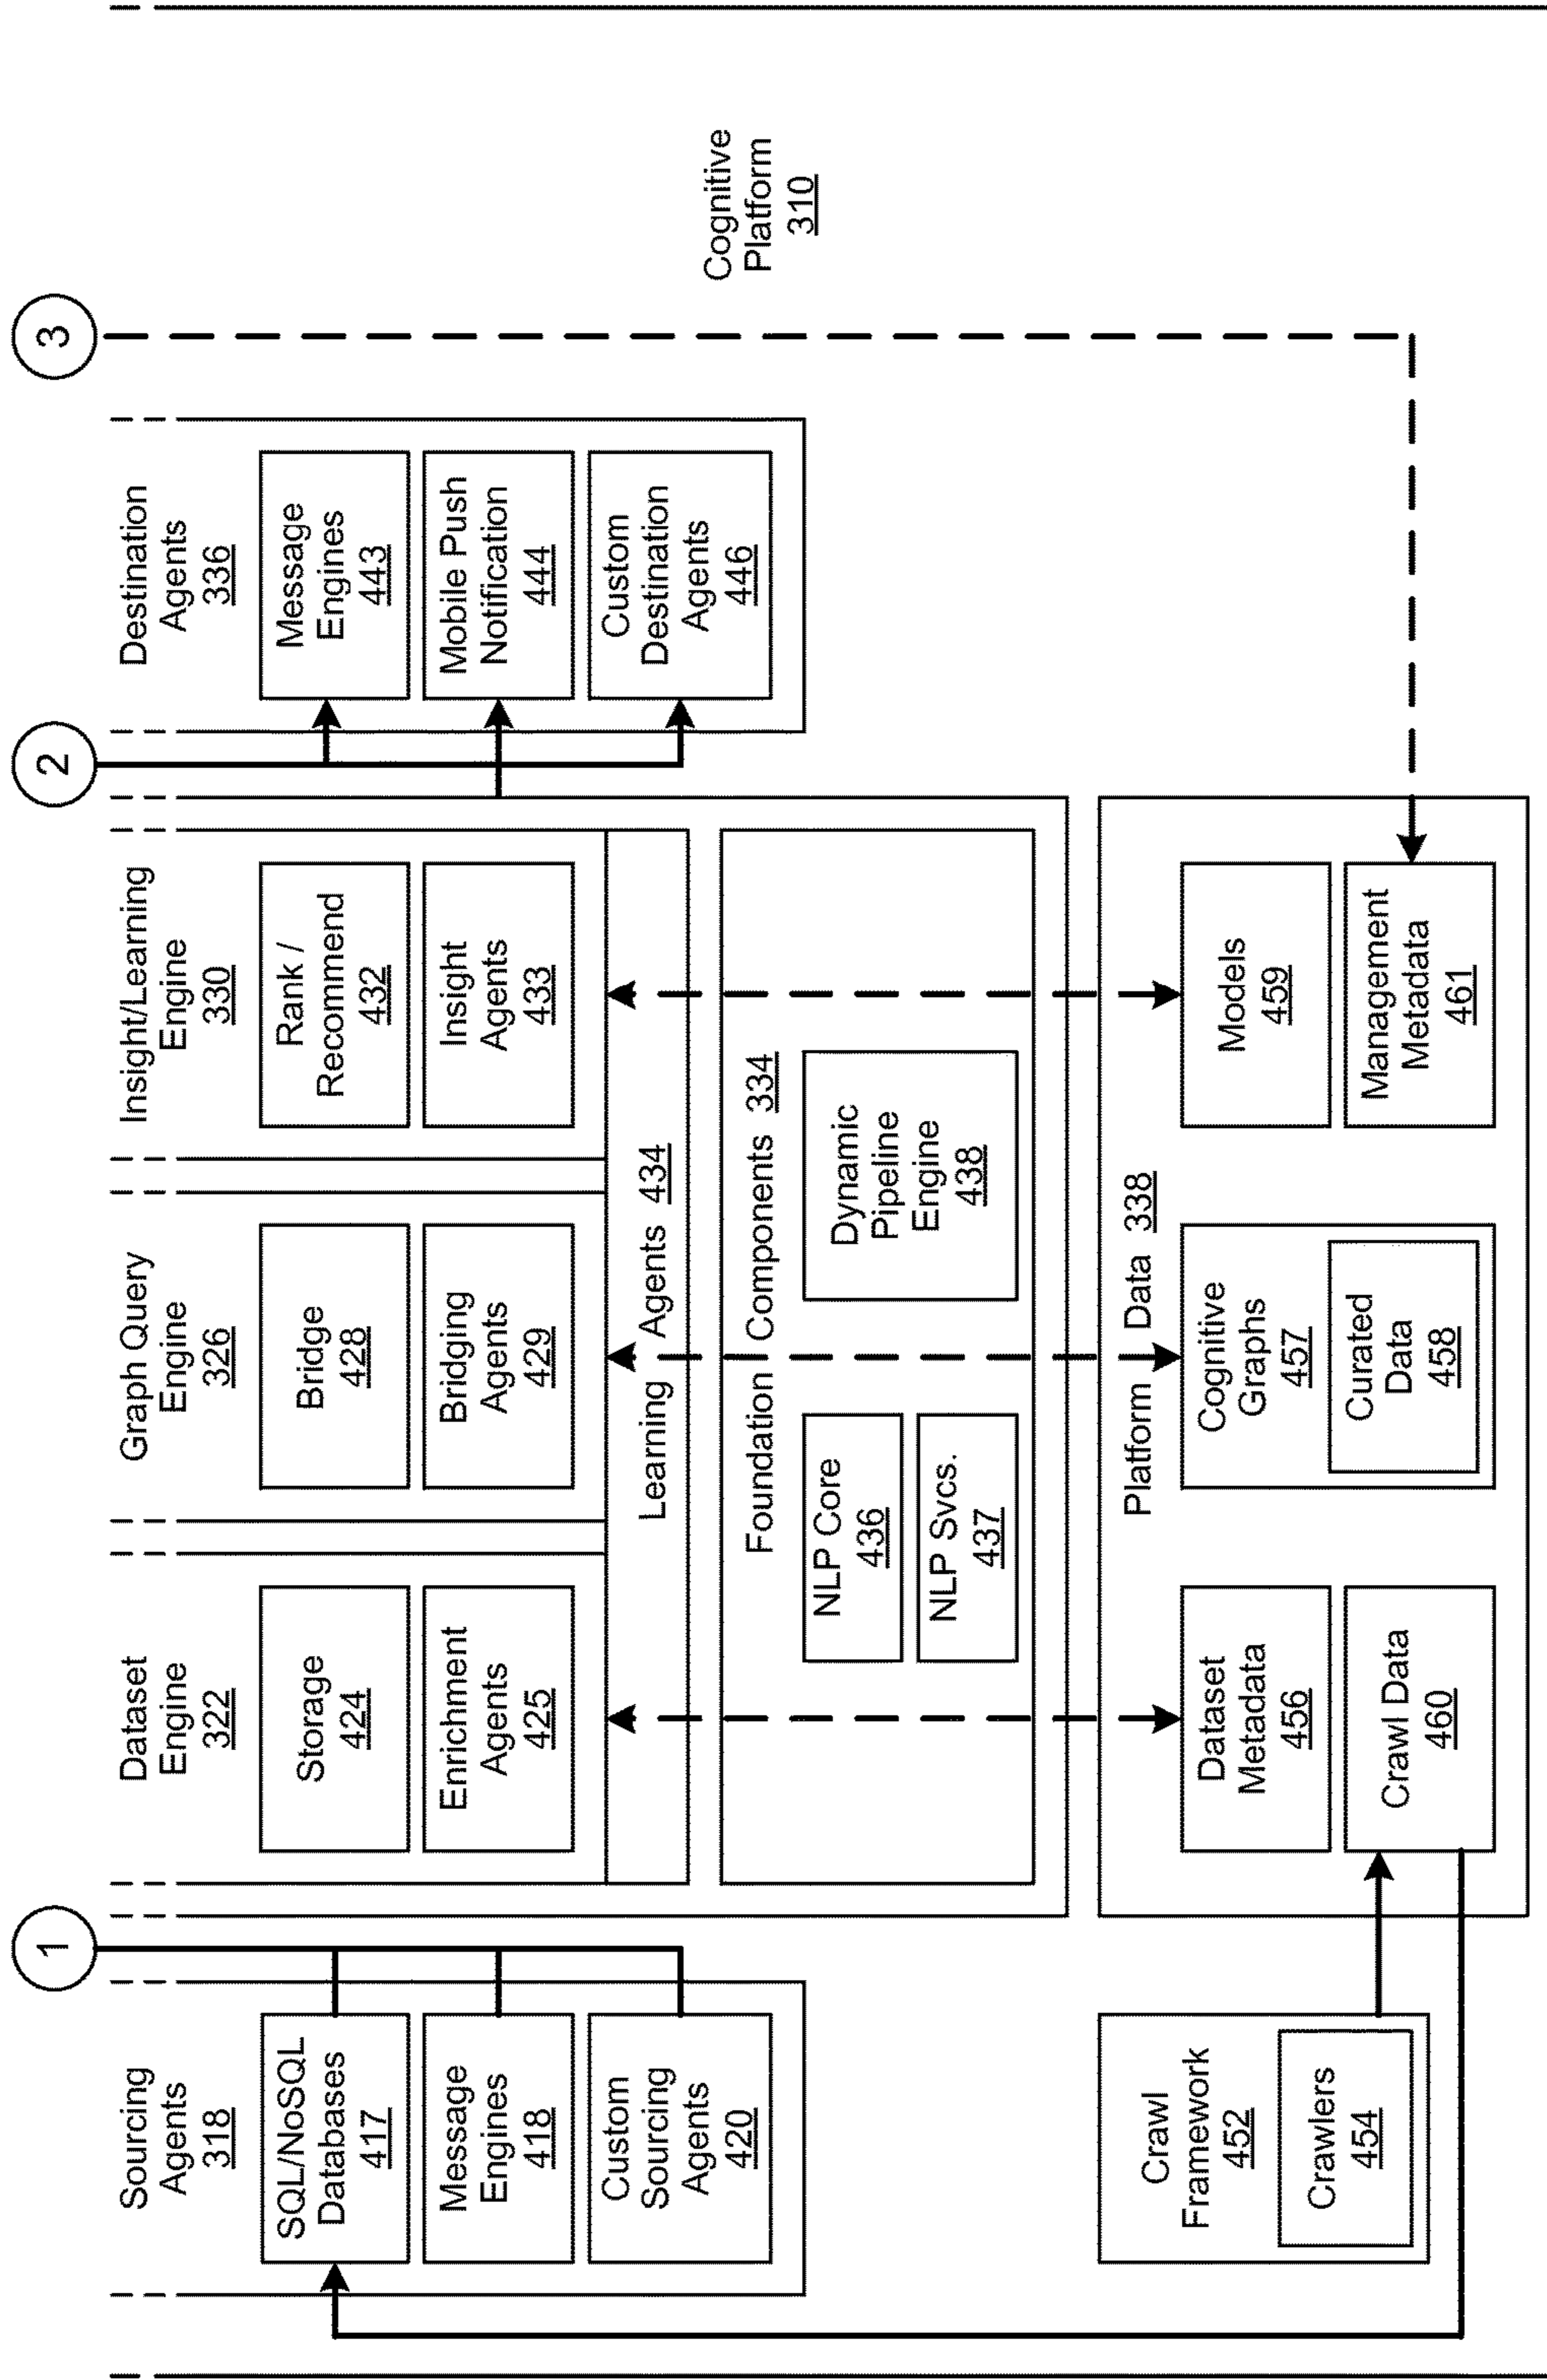 1
2
3
Sourcing
Agents
318
SQL/NoSQL
Databases
417
Message
Engines
418
Custom
Sourcing
Agents
420
Dataset
Engine
322
Storage
424
Enrichment
Agents
425
Graph Query
Engine
326
Bridge
428
Bridging
Agents
429
Insight/Learning
Engine
330
Rank /
Recommend
432
Insight
Agents
433
Destination
Agents
336
Message
Engines
443
Mobile Push
Notification
444
Custom
Destination
Agents
446
Learning Agents 434
Foundation Components 334
NLP Core
436
NLP Svcs.
437
Dynamic
Pipeline
Engine
438
Cognitive
Platform
310
Crawl
Framework
452
Crawlers
454
Platform Data 338
Dataset
Metadata
456
Crawl Data
460
Cognitive
Graphs
457
Curated
Data
458
Models
459
Management
Metadata
461